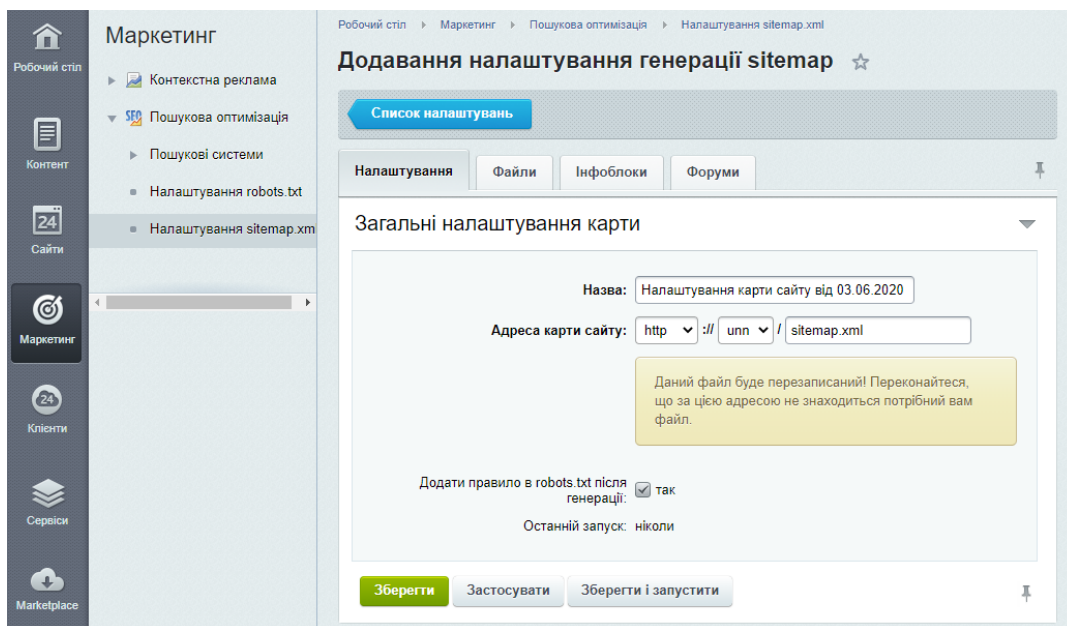 Робочий стіл
Контент
24
Сайти
Маркетинг
24
Клієнти
Сервіси
Marketplace
Маркетинг
Контекстна реклама
SEO Пошукова оптимізація
Пошукові системи
Налаштування robots.txt
Налаштування sitemap.xm
Робочий стіл Маркетинг Пошукова оптимізація Налаштування sitemap.xml
Додавання налаштування генерації sitemap
Список налаштувань
Налаштування Файли Інфоблоки Форуми
Загальні налаштування карти
Назва: Налаштування карти сайту від 03.06.2020
Адреса карти сайту: http :// unn / sitemap.xml
Даний файл буде перезаписаний! Переконайтеся,
що за цією адресою не знаходиться потрібний вам
файл.
Додати правило в robots.txt після
генерації: так
Останній запуск: ніколи
Зберегти Застосувати Зберегти і запустити